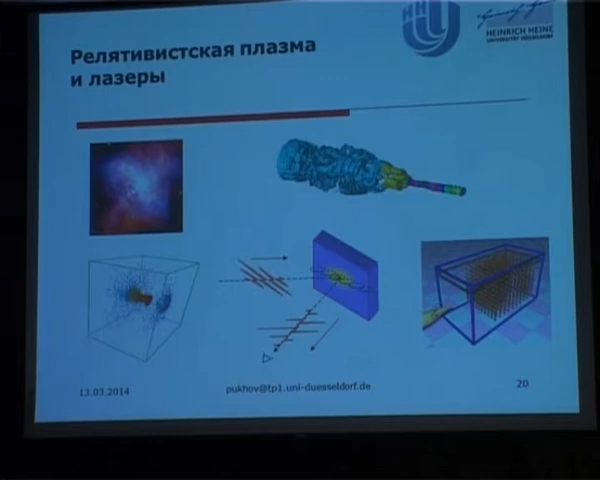 Релятивистская плазма
и лазеры
HEINRICH HEINE
UNIVERSITÄT DÜSSELDORF
13.03.2014
pukhov@tp1.uni-duesseldorf.de
20